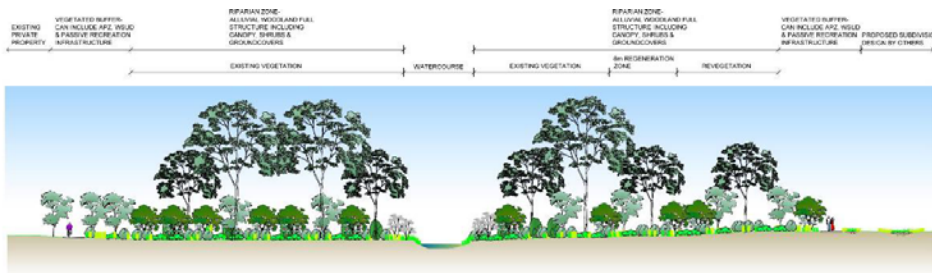 EXISTING
PRIVATE
PROPERTY
VEGETATED BUFFER-
CAN INCLUDE APZ, WSUD
& PASSIVE RECREATION
INFRASTRUCTURE
RIPARIAN ZONE-
ALLUVIAL WOODLAND FULL
STRUCTURE INCLUDING
CANOPY, SHRUBS &
GROUNDCOVERS
RIPARIAN ZONE-
ALLUVIAL WOODLAND FULL
STRUCTURE INCLUDING
CANOPY, SHRUBS &
GROUNDCOVERS
VEGETATED BUFFER-
CAN INCLUDE APZ, WSUD
& PASSIVE RECREATION
INFRASTRUCTURE
PROPOSED SUBDIVISIO
DESIGN BY OTHERS
EXISTING VEGETATION
WATERCOURSE
EXISTING VEGETATION
6m REGENERATION
ZONE
REVEGETATION